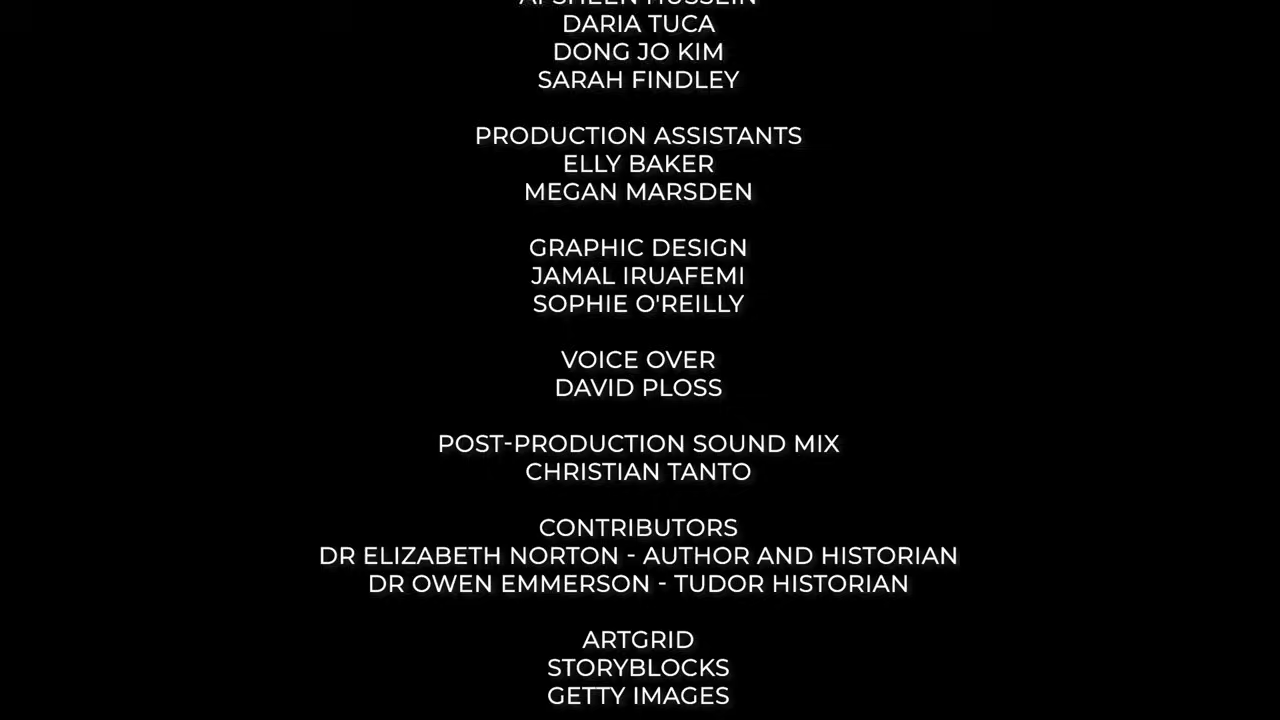 DARIA TUCA
DONG JO KIM
SARAH FINDLEY
PRODUCTION ASSISTANTS
ELLY BAKER
MEGAN MARSDEN
GRAPHIC DESIGN
JAMAL IRUAFEMI
SOPHIE O'REILLY
VOICE OVER
DAVID PLOSS
POST-PRODUCTION SOUND MIX
CHRISTIAN TANTO
CONTRIBUTORS
DR ELIZABETH NORTON - AUTHOR AND HISTORIAN
DR OWEN EMMERSON - TUDOR HISTORIAN
ARTGRID
STORYBLOCKS
GETTY IMAGES